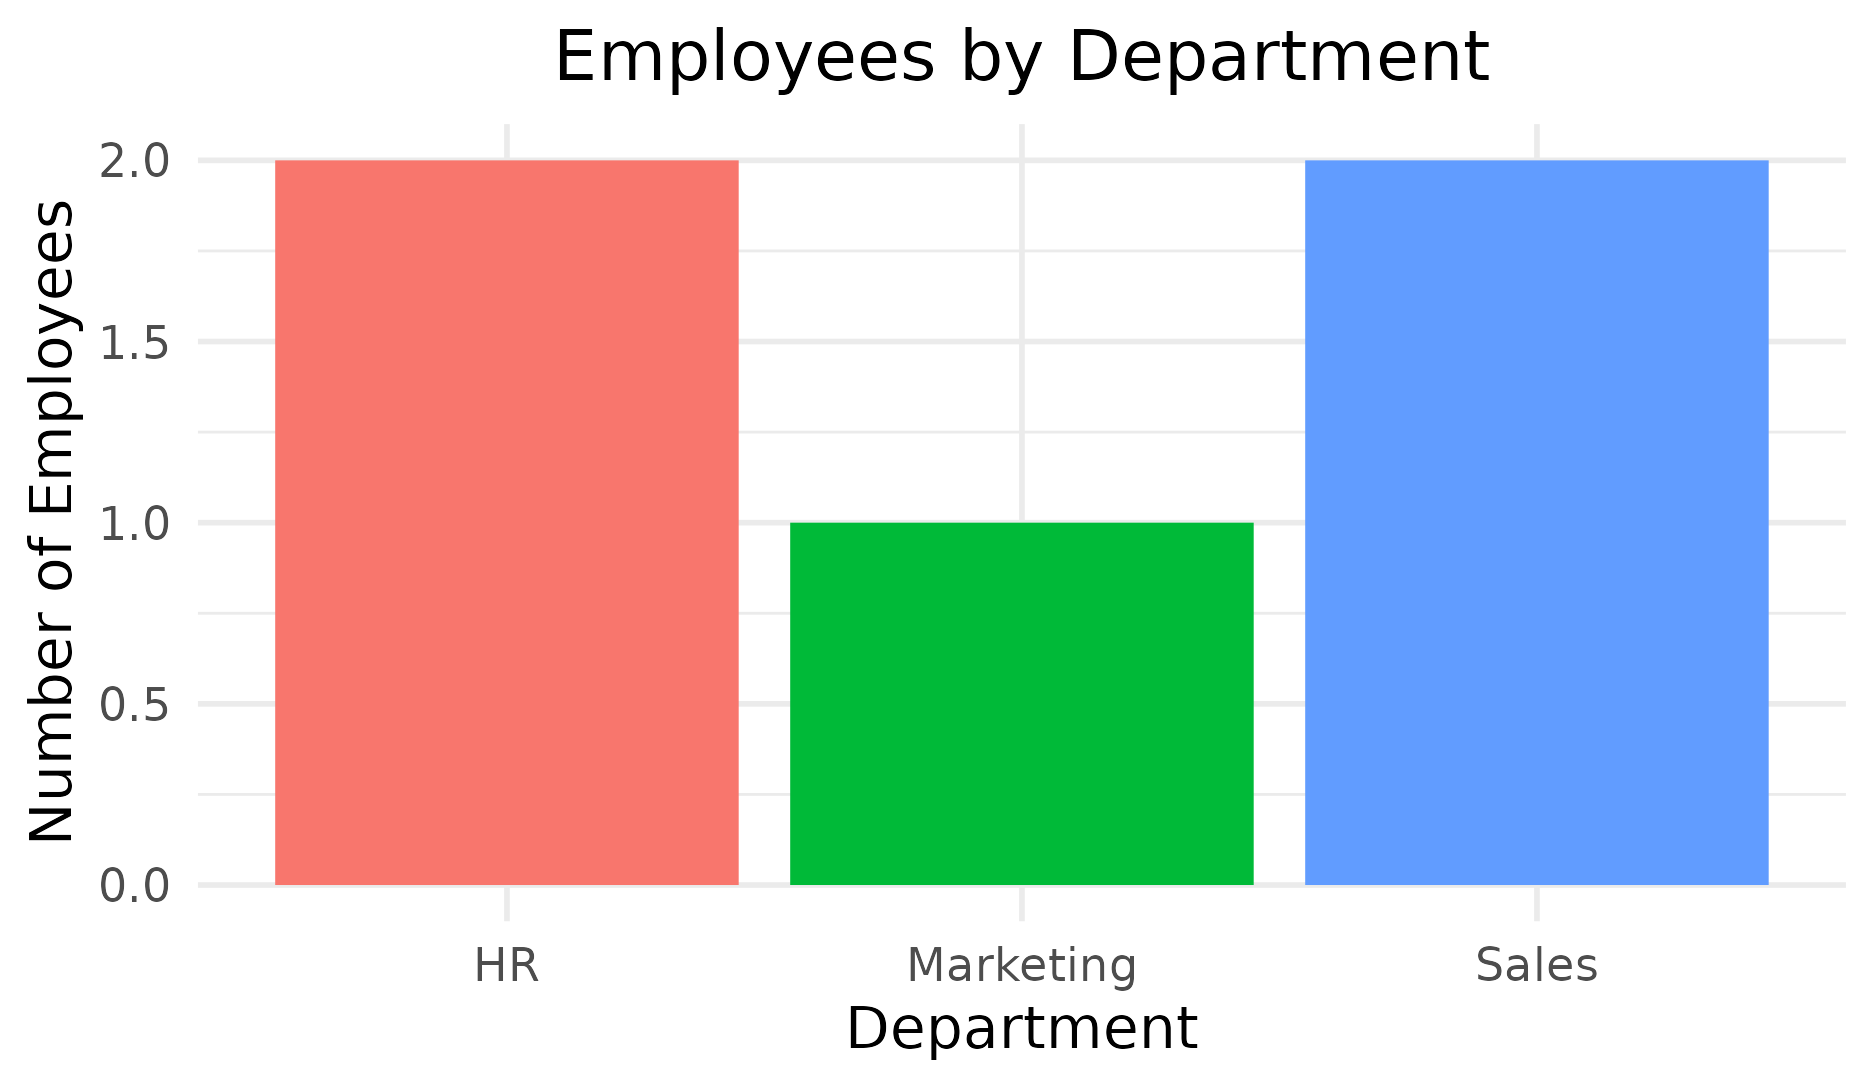 Employees by Department
Number of Employees
2.0
1.5
1.0
0.5
0.0
HR Marketing Sales
Department